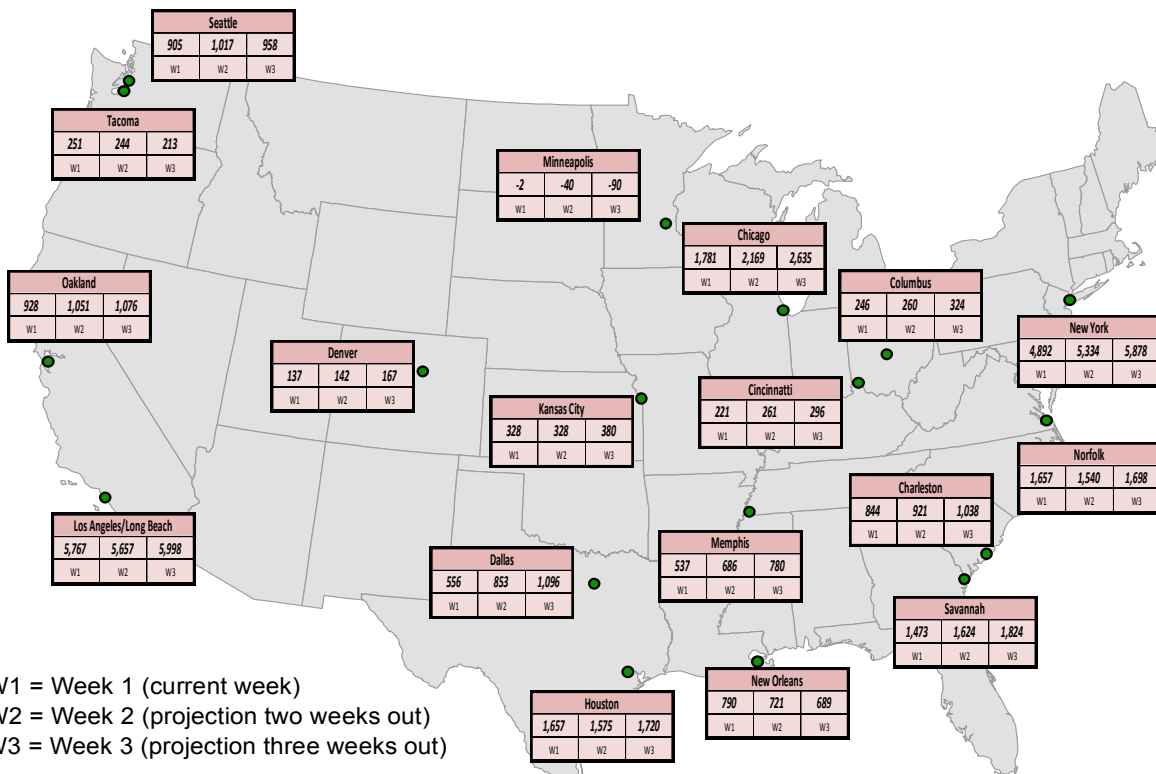 Seattle
905 1,017 958
W1 W2 W3
Tacoma
251 244 213
W1 W2 W3
Minneapolis
-2 -40 -90
W1 W2 W3
Chicago
1,781 2,169 2,635
W1 W2 W3
Oakland
928 1,051 1,076
W1 W2 W3
Columbus
246 260 324
W1 W2 W3
New York
4,892 5,334 5,878
W1 W2 W3
Denver
137 142 167
W1 W2 W3
Cincinnatti
221 261 296
W1 W2 W3
Kansas City
328 328 380
W1 W2 W3
Norfolk
1,657 1,540 1,698
W1 W2 W3
Charleston
844 921 1,038
W1 W2 W3
Los Angeles/Long Beach
5,767 5,657 5,998
W1 W2 W3
Memphis
537 686 780
W1 W2 W3
Dallas
556 853 1,096
W1 W2 W3
Savannah
1,473 1,624 1,824
W1 W2 W3
New Orleans
790 721 689
W1 W2 W3
Houston
1,657 1,575 1,720
W1 W2 W3
W1 = Week 1 (current week)
W2 = Week 2 (projection two weeks out)
W3 = Week 3 (projection three weeks out)